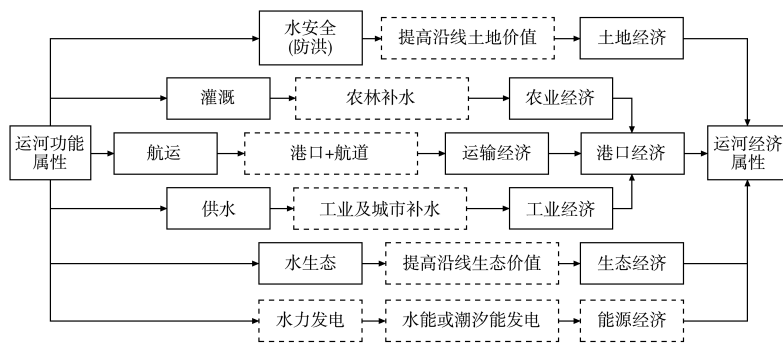 水安全
(防洪)
提高沿线土地价值
土地经济
灌溉
农林补水
农业经济
运河功能
属性
航运
港口+航道
运输经济
港口经济
运河经济
属性
供水
工业及城市补水
工业经济
水生态
提高沿线生态价值
生态经济
水力发电
水能或潮汐能发电
能源经济